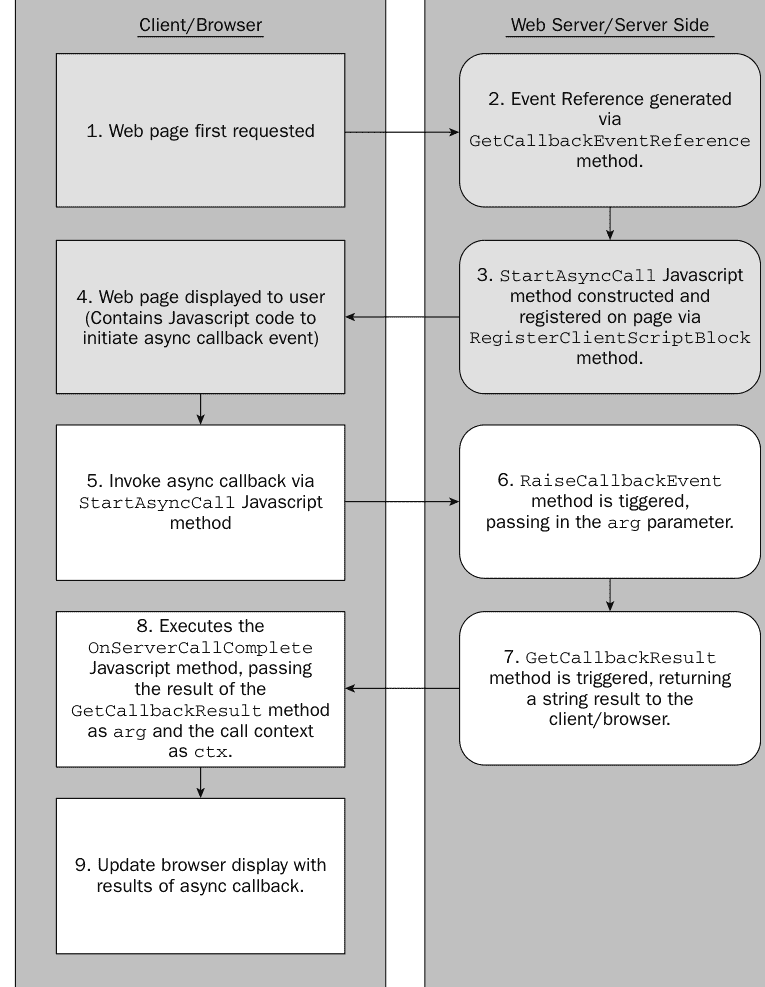 Client/Browser
Web Server/Server Side
1. Web page first requested
2. Event Reference generated
via
GetCallbackEventReference
method.
3. StartAsyncCall Javascript
method constructed and
registered on page via
RegisterClientScriptBlock
method.
4. Web page displayed to user
(Contains Javascript code to
initiate async callback event)
5. Invoke async callback via
StartAsyncCall Javascript
method
6. RaiseCallbackEvent
method is tiggered,
passing in the arg parameter.
7. GetCallbackResult
method is triggered, returning
a string result to the
client/browser.
8. Executes the
OnServerCallComplete
Javascript method, passing
the result of the
GetCallbackResult method
as arg and the call context
as ctx.
9. Update browser display with
results of async callback.